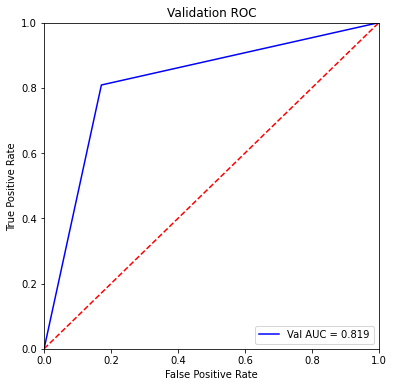 Validation ROC
True Positive Rate
1.0
0.8
0.6
0.4
0.2
0.0
0.0 0.2 0.4 0.6 0.8 1.0
False Positive Rate
Val AUC = 0.819